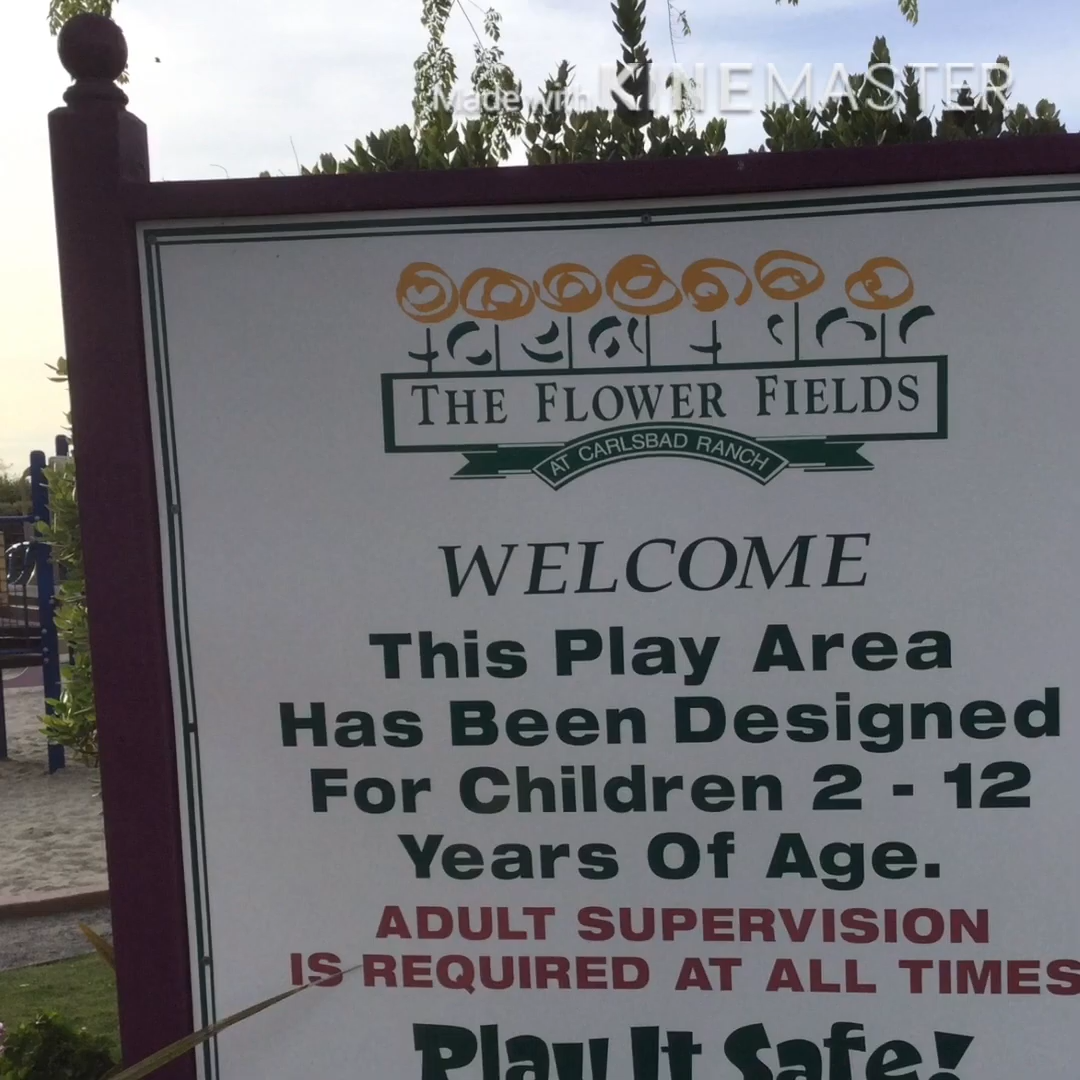 Made with KINEMASTER
THE FLOWER FIELDS
AT CARLSBAD RANCH
WELCOME
This Play Area
Has Been Designed
For Children 2 - 12
Years Of Age.
ADULT SUPERVISION
IS REQUIRED AT ALL TIMES
Play It Safe!